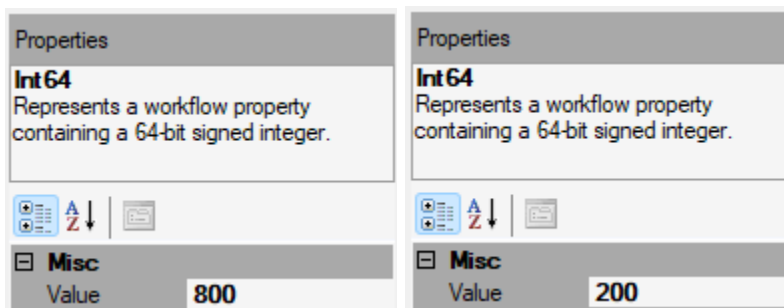 Properties
Int64
Represents a workflow property
containing a 64-bit signed integer.
A
Z
Misc
Value 800
Properties
Int64
Represents a workflow property
containing a 64-bit signed integer.
A
Z
Misc
Value 200